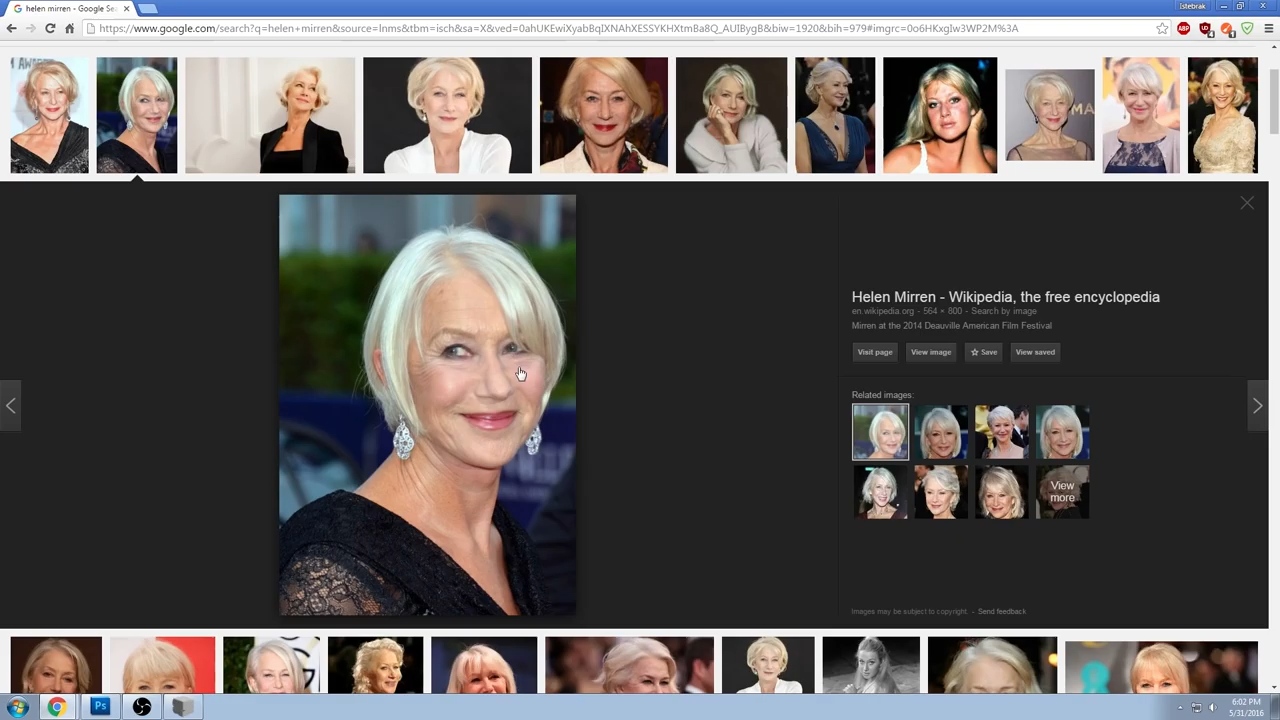 helen mirren - Google Sea
Istebrak
https://www.google.com/search?q=helen+mirren&source=lnms&tbm=isch&sa=X&ved=0ahUKEwiXyabBqIXNAhXESSYKHXtmBa8Q_AUIBygB&biw=1920&bih=979#imgrc=0o6HKxgIw3WP2M%3A
Helen Mirren - Wikipedia, the free encyclopedia
en.wikipedia.org - 564 × 800 - Search by image
Mirren at the 2014 Deauville American Film Festival
Visit page
View image
Save
View saved
Related images:
View
more
Images may be subject to copyright. - Send feedback
Ps
6:02 PM
5/31/2016